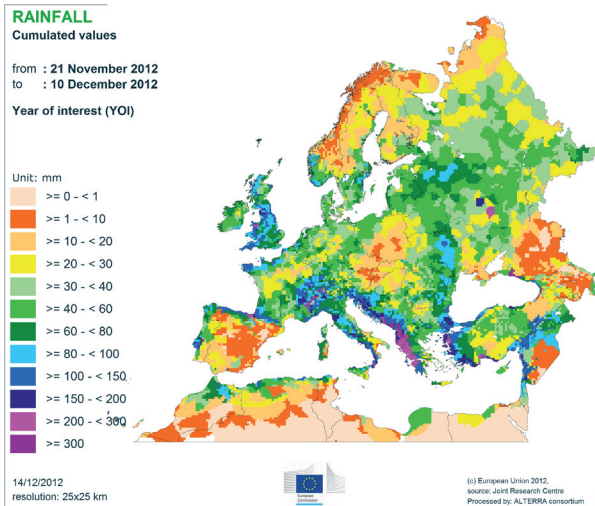 RAINFALL
Cumulated values
from : 21 November 2012
to : 10 December 2012
Year of interest (YOI)
Unit: mm
>= 0 - < 1
>= 1 - < 10
>= 10 - < 20
>= 20 - < 30
>= 30 - < 40
>= 40 - < 60
>= 60 - < 80
>= 80 - < 100
>= 100 - < 150
>= 150 - < 200
>= 200 - < 300
>= 300
14/12/2012
resolution: 25x25 km
European
Commission
(c) European Union 2012,
source: Joint Research Centre
Processed by: ALTERRA consortium